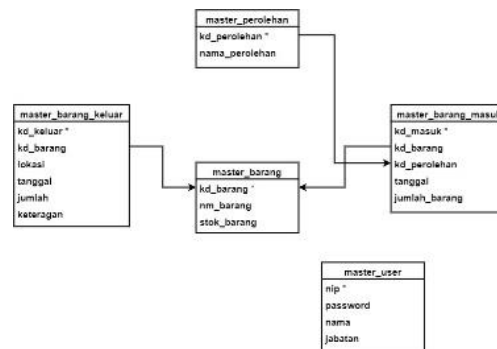 master_perolehan
kd_perolehan *
nama_perolehan
master_barang_keluar
kd_keluar *
kd_barang
lokasi
tanggal
jumlah
keteragan
master_barang_masuk
kd_masuk *
kd_barang
kd_perolehan
tanggal
jumlah_barang
master_barang
kd_barang *
nm_barang
stok_barang
master_user
nip *
password
nama
jabatan